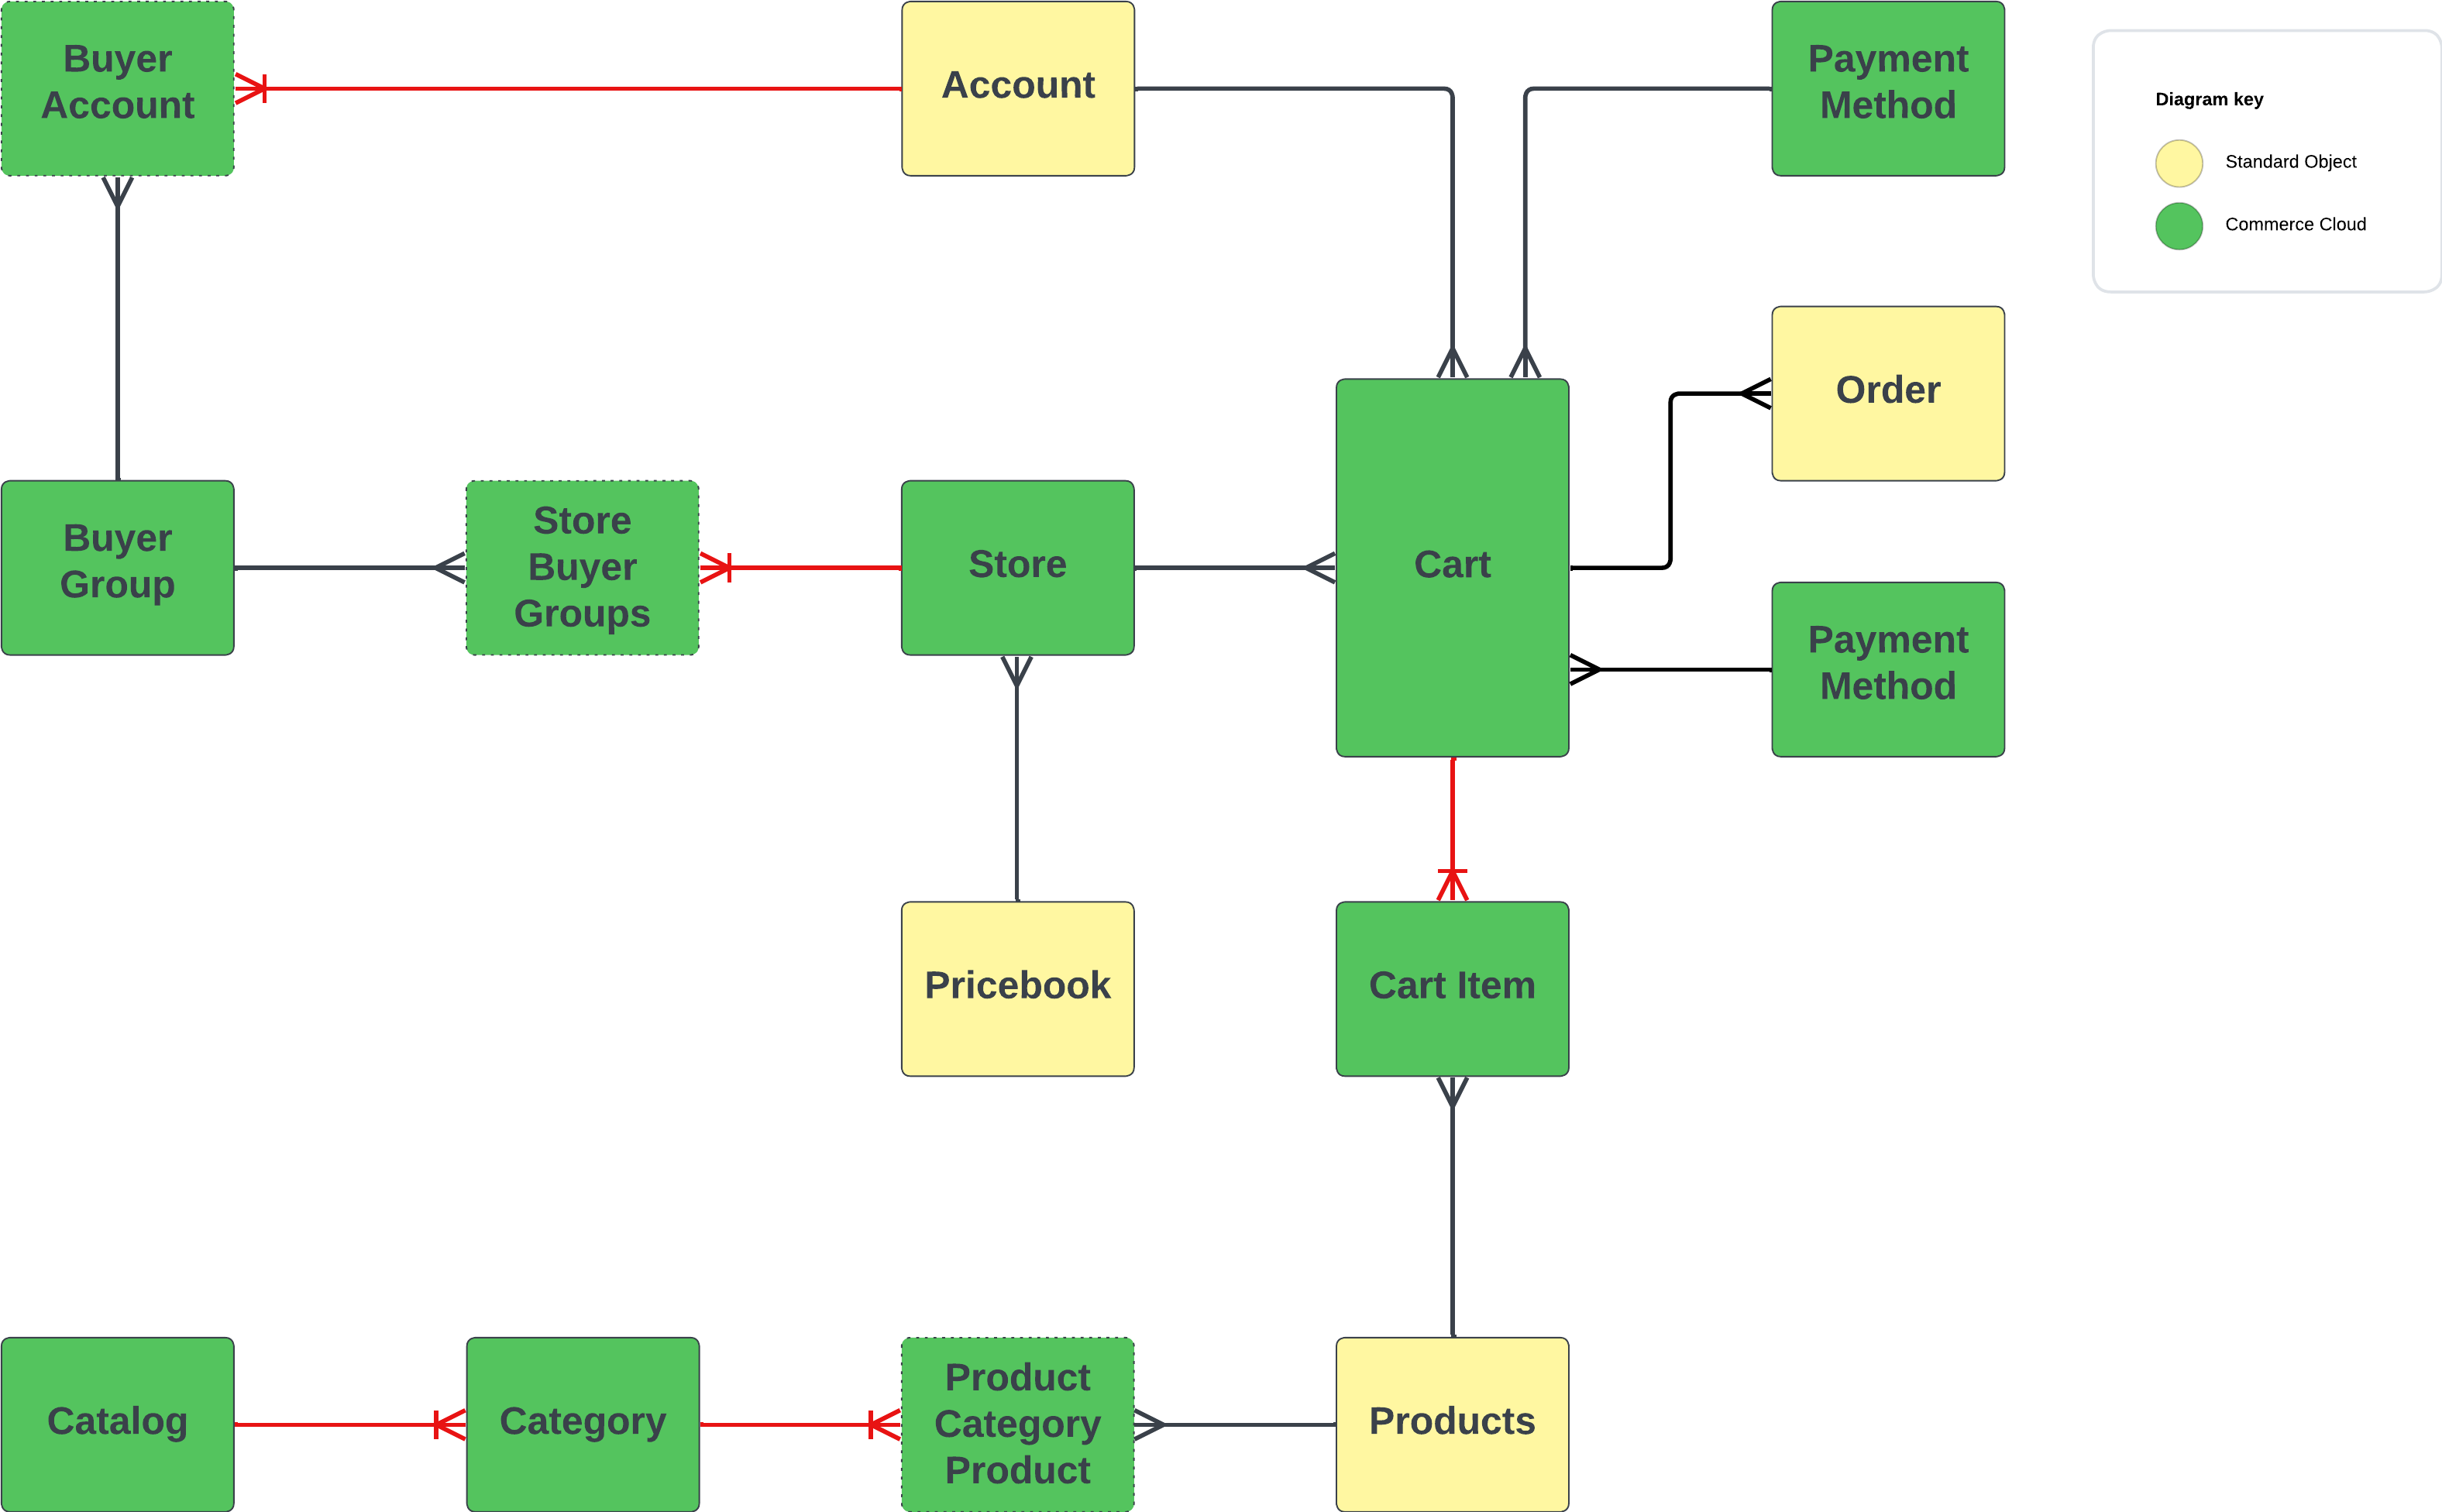 Buyer
Account
Account
Payment
Method
Diagram key
Standard Object
Commerce Cloud
Order
Buyer
Group
Store
Buyer
Groups
Store
Cart
Payment
Method
Pricebook
Cart Item
Catalog
Category
Product
Category
Product
Products